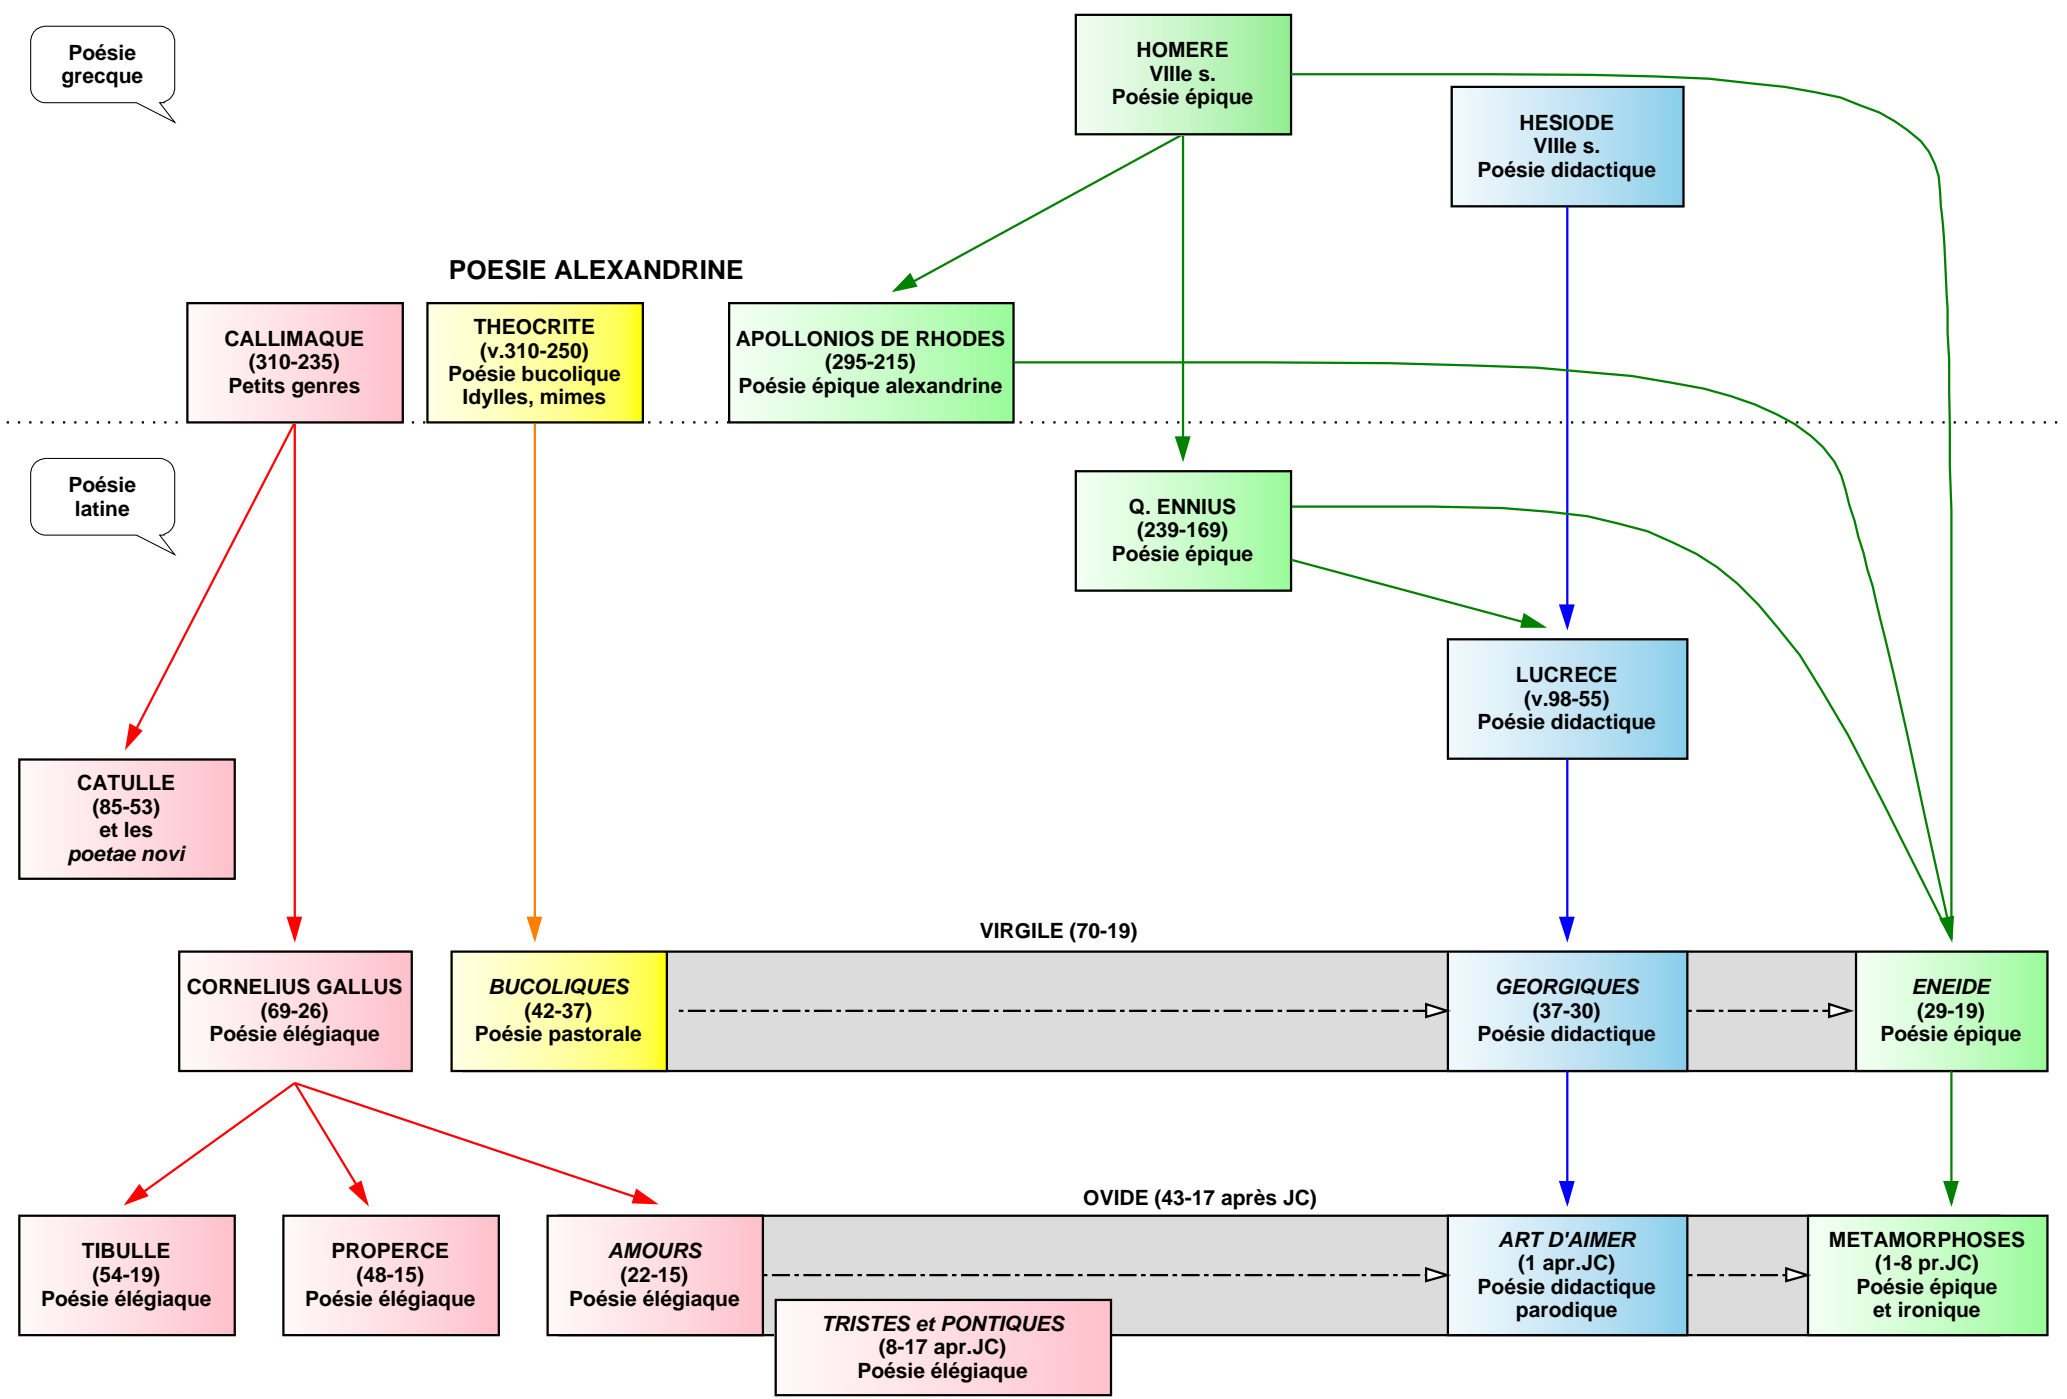 Poésie
grecque
HOMERE
VIIIe s.
Poésie épique
HESIODE
VIIIe s.
Poésie didactique
POESIE ALEXANDRINE
CALLIMAQUE
(310-235)
Petits genres
THEOCRITE
(v.310-250)
Poésie bucolique
Idylles, mimes
APOLLONIOS DE RHODES
(295-215)
Poésie épique alexandrine
Poésie
latine
Q. ENNIUS
(239-169)
Poésie épique
LUCRECE
(v.98-55)
Poésie didactique
CATULLE
(85-53)
et les
poetae novi
VIRGILE (70-19)
CORNELIUS GALLUS
(69-26)
Poésie élégiaque
BUCOLIQUES
(42-37)
Poésie pastorale
GEORGIQUES
(37-30)
Poésie didactique
ENEIDE
(29-19)
Poésie épique
OVIDE (43-17 après JC)
TIBULLE
(54-19)
Poésie élégiaque
PROPERCE
(48-15)
Poésie élégiaque
AMOURS
(22-15)
Poésie élégiaque
TRISTES et PONTIQUES
(8-17 apr.JC)
Poésie élégiaque
ART D'AIMER
(1 apr.JC)
Poésie didactique
parodique
METAMORPHOSES
(1-8 pr.JC)
Poésie épique
et ironique